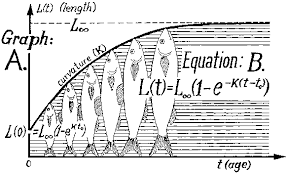 L(t) (length)
L∞
Graph:
A.
curvature (K)
Equation: B.
L(t)=L∞(1-e^-K(t-t₀))
L(0)=L∞(1-e^Kt₀)
0
t (age)